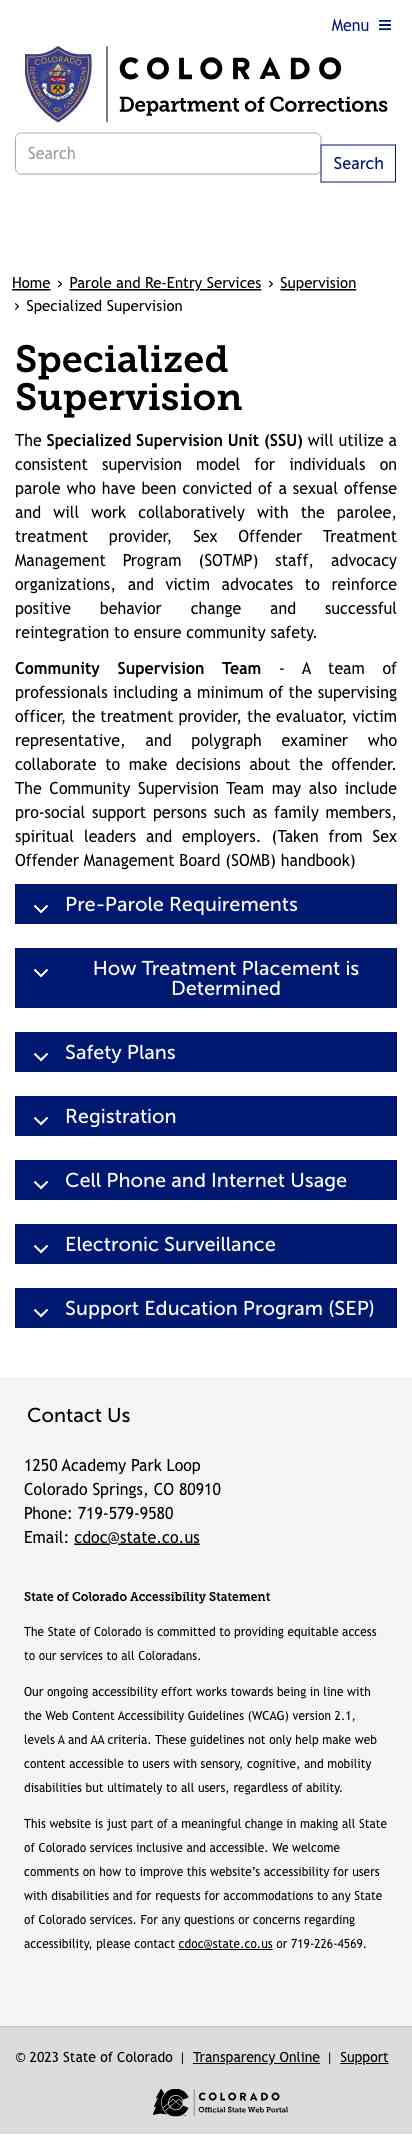 Menu ≡
COLORADO
Department of Corrections
Search
Search
Home › Parole and Re-Entry Services › Supervision
› Specialized Supervision
Specialized
Supervision
The Specialized Supervision Unit (SSU) will utilize a
consistent supervision model for individuals on
parole who have been convicted of a sexual offense
and will work collaboratively with the parolee,
treatment provider, Sex Offender Treatment
Management Program (SOTMP) staff, advocacy
organizations, and victim advocates to reinforce
positive behavior change and successful
reintegration to ensure community safety.
Community Supervision Team - A team of
professionals including a minimum of the supervising
officer, the treatment provider, the evaluator, victim
representative, and polygraph examiner who
collaborate to make decisions about the offender.
The Community Supervision Team may also include
pro-social support persons such as family members,
spiritual leaders and employers. (Taken from Sex
Offender Management Board (SOMB) handbook)
Pre-Parole Requirements
How Treatment Placement is
Determined
Safety Plans
Registration
Cell Phone and Internet Usage
Electronic Surveillance
Support Education Program (SEP)
Contact Us
1250 Academy Park Loop
Colorado Springs, CO 80910
Phone: 719-579-9580
Email: cdoc@state.co.us
State of Colorado Accessibility Statement
The State of Colorado is committed to providing equitable access
to our services to all Coloradans.
Our ongoing accessibility effort works towards being in line with
the Web Content Accessibility Guidelines (WCAG) version 2.1,
levels A and AA criteria. These guidelines not only help make web
content accessible to users with sensory, cognitive, and mobility
disabilities but ultimately to all users, regardless of ability.
This website is just part of a meaningful change in making all State
of Colorado services inclusive and accessible. We welcome
comments on how to improve this website's accessibility for users
with disabilities and for requests for accommodations to any State
of Colorado services. For any questions or concerns regarding
accessibility, please contact cdoc@state.co.us or 719-226-4569.
© 2023 State of Colorado | Transparency Online | Support
COLORADO
Official State Web Portal